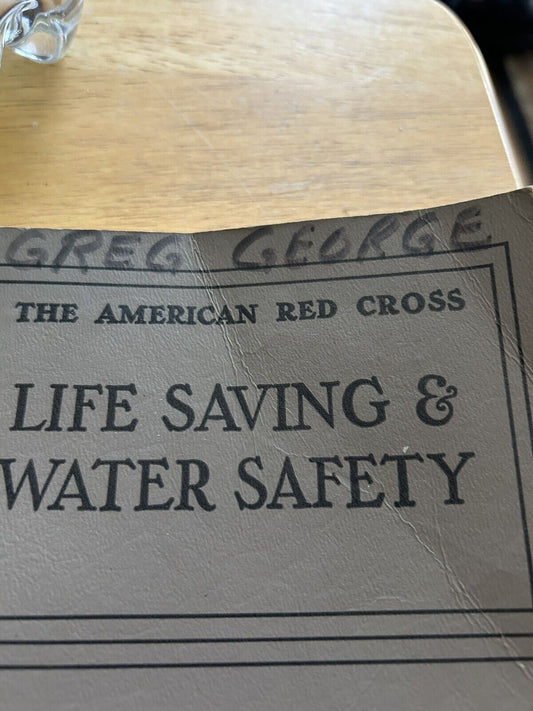 GREG GEORGE
THE AMERICAN RED CROSS
LIFE SAVING &
WATER SAFETY